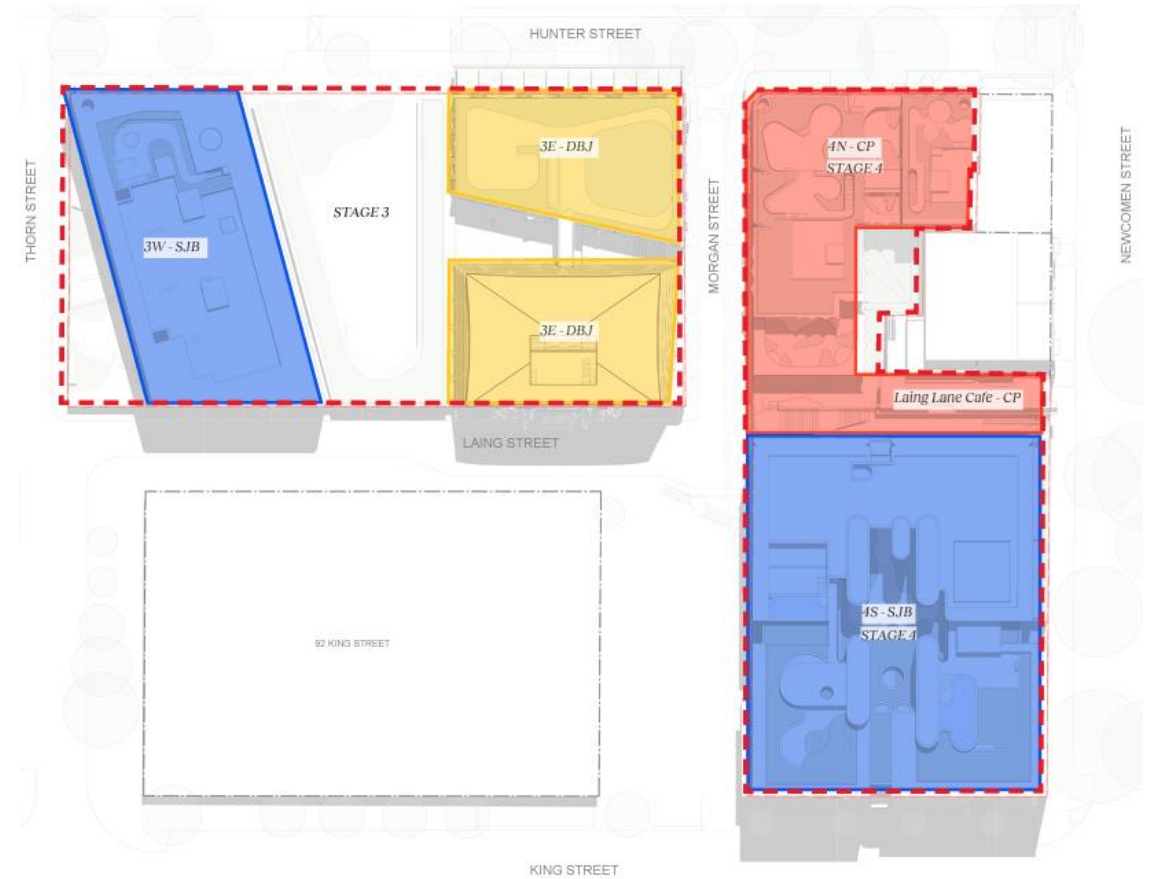 HUNTER STREET
3E - DBJ
4N - CP
STAGE 4
THORN STREET
NEWCOMEN STREET
STAGE 3
MORGAN STREET
3W - SJB
3E - DBJ
Laing Lane Cafe - CP
LAING STREET
4S - SJB
STAGE 4
92 KING STREET
KING STREET